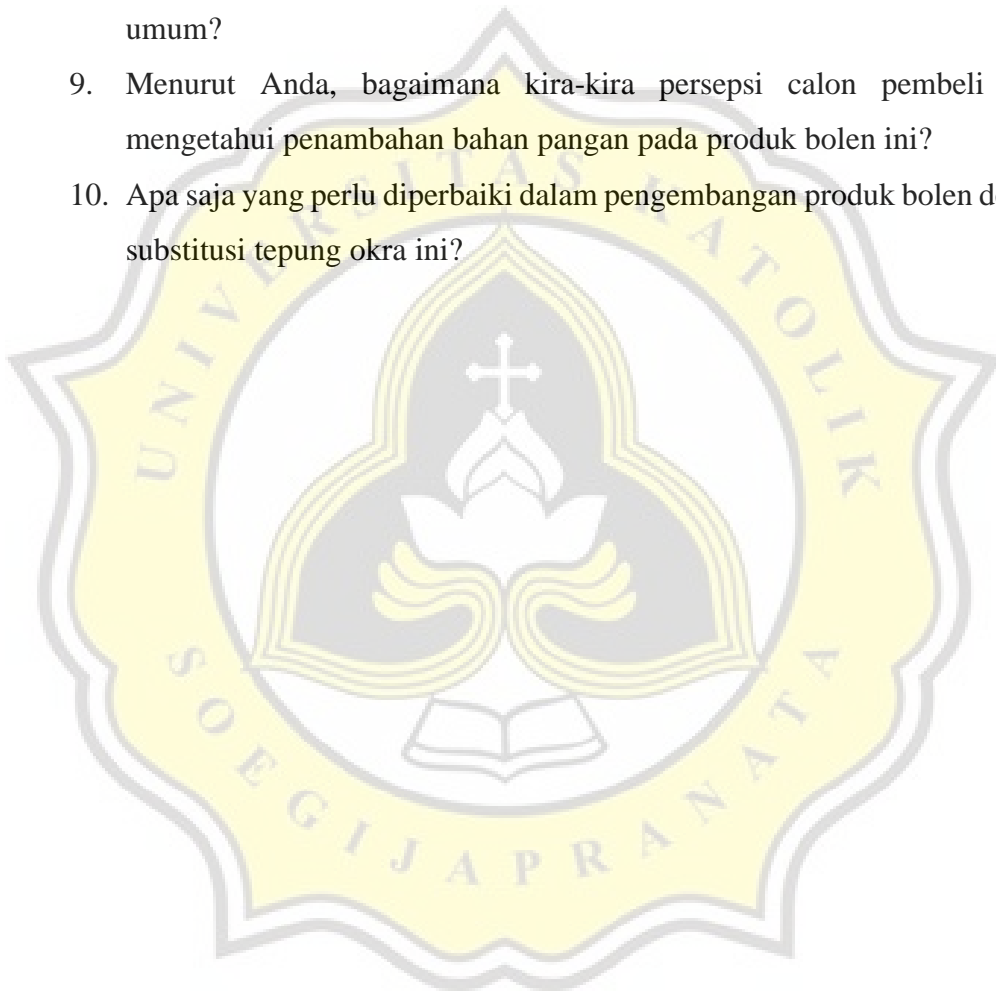 umum?
9. Menurut Anda, bagaimana kira-kira persepsi calon pembeli
mengetahui penambahan bahan pangan pada produk bolen ini?
10. Apa saja yang perlu diperbaiki dalam pengembangan produk bolen
substitusi tepung okra ini?
UNIVERSITAS KATOLIK
SOEGIJAPRANATA